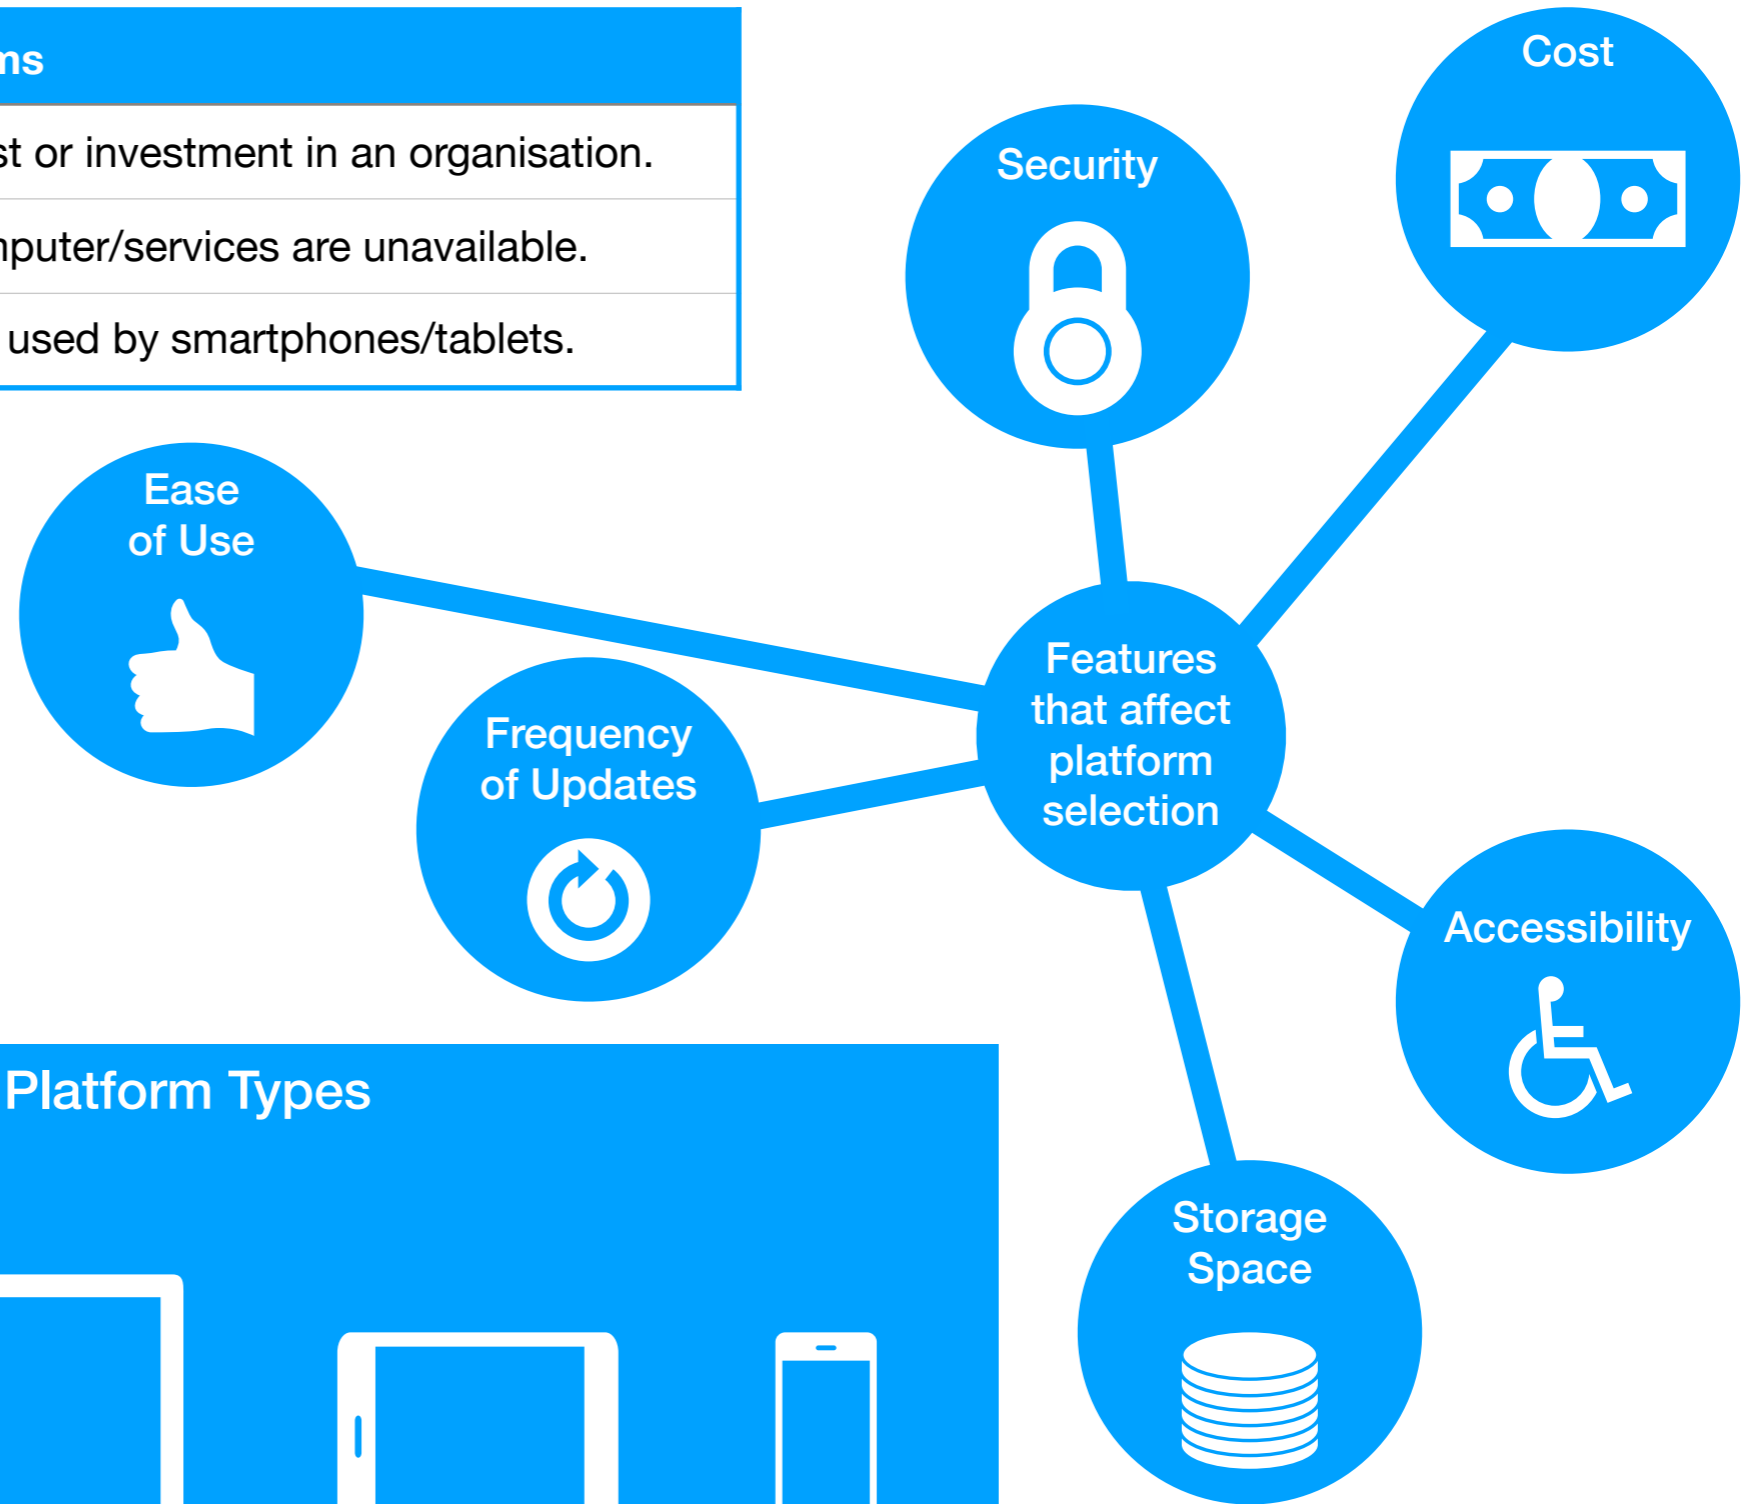 ms
st or investment in an organisation.
nputer/services are unavailable.
used by smartphones/tablets.
Cost
Security
Ease
of Use
Frequency
of Updates
Features
that affect
platform
selection
Accessibility
Storage
Space
Platform Types